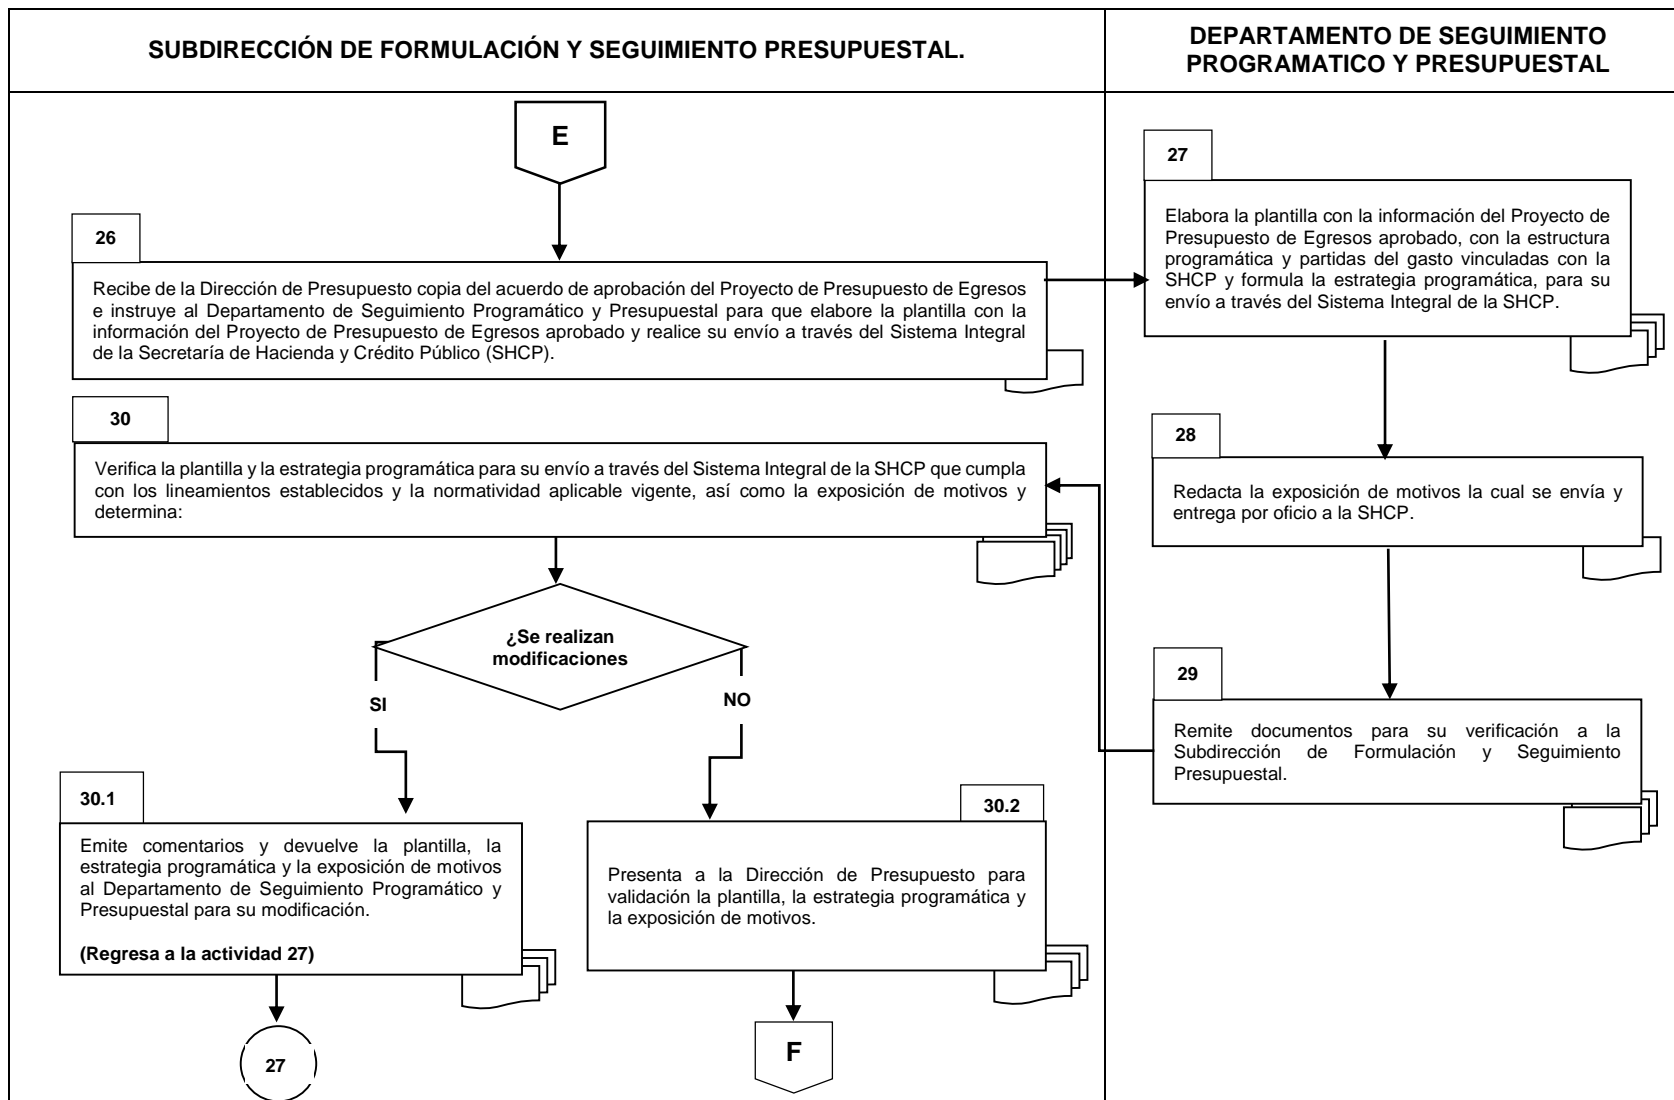 SUBDIRECCIÓN DE FORMULACIÓN Y SEGUIMIENTO PRESUPUESTAL.
DEPARTAMENTO DE SEGUIMIENTO
PROGRAMATICO Y PRESUPUESTAL
E
26
Recibe de la Dirección de Presupuesto copia del acuerdo de aprobación del Proyecto de Presupuesto de Egresos
e instruye al Departamento de Seguimiento Programático y Presupuestal para que elabore la plantilla con la
información del Proyecto de Presupuesto de Egresos aprobado y realice su envío a través del Sistema Integral
de la Secretaría de Hacienda y Crédito Público (SHCP).
27
Elabora la plantilla con la información del Proyecto de
Presupuesto de Egresos aprobado, con la estructura
programática y partidas del gasto vinculadas con la
SHCP y formula la estrategia programática, para su
envío a través del Sistema Integral de la SHCP.
28
Redacta la exposición de motivos la cual se envía y
entrega por oficio a la SHCP.
29
Remite documentos para su verificación a la
Subdirección de Formulación y Seguimiento
Presupuestal.
30
Verifica la plantilla y la estrategia programática para su envío a través del Sistema Integral de la SHCP que cumpla
con los lineamientos establecidos y la normatividad aplicable vigente, así como la exposición de motivos y
determina:
¿Se realizan
modificaciones
SI
NO
30.1
Emite comentarios y devuelve la plantilla, la
estrategia programática y la exposición de motivos
al Departamento de Seguimiento Programático y
Presupuestal para su modificación.
(Regresa a la actividad 27)
27
30.2
Presenta a la Dirección de Presupuesto para
validación la plantilla, la estrategia programática y
la exposición de motivos.
F